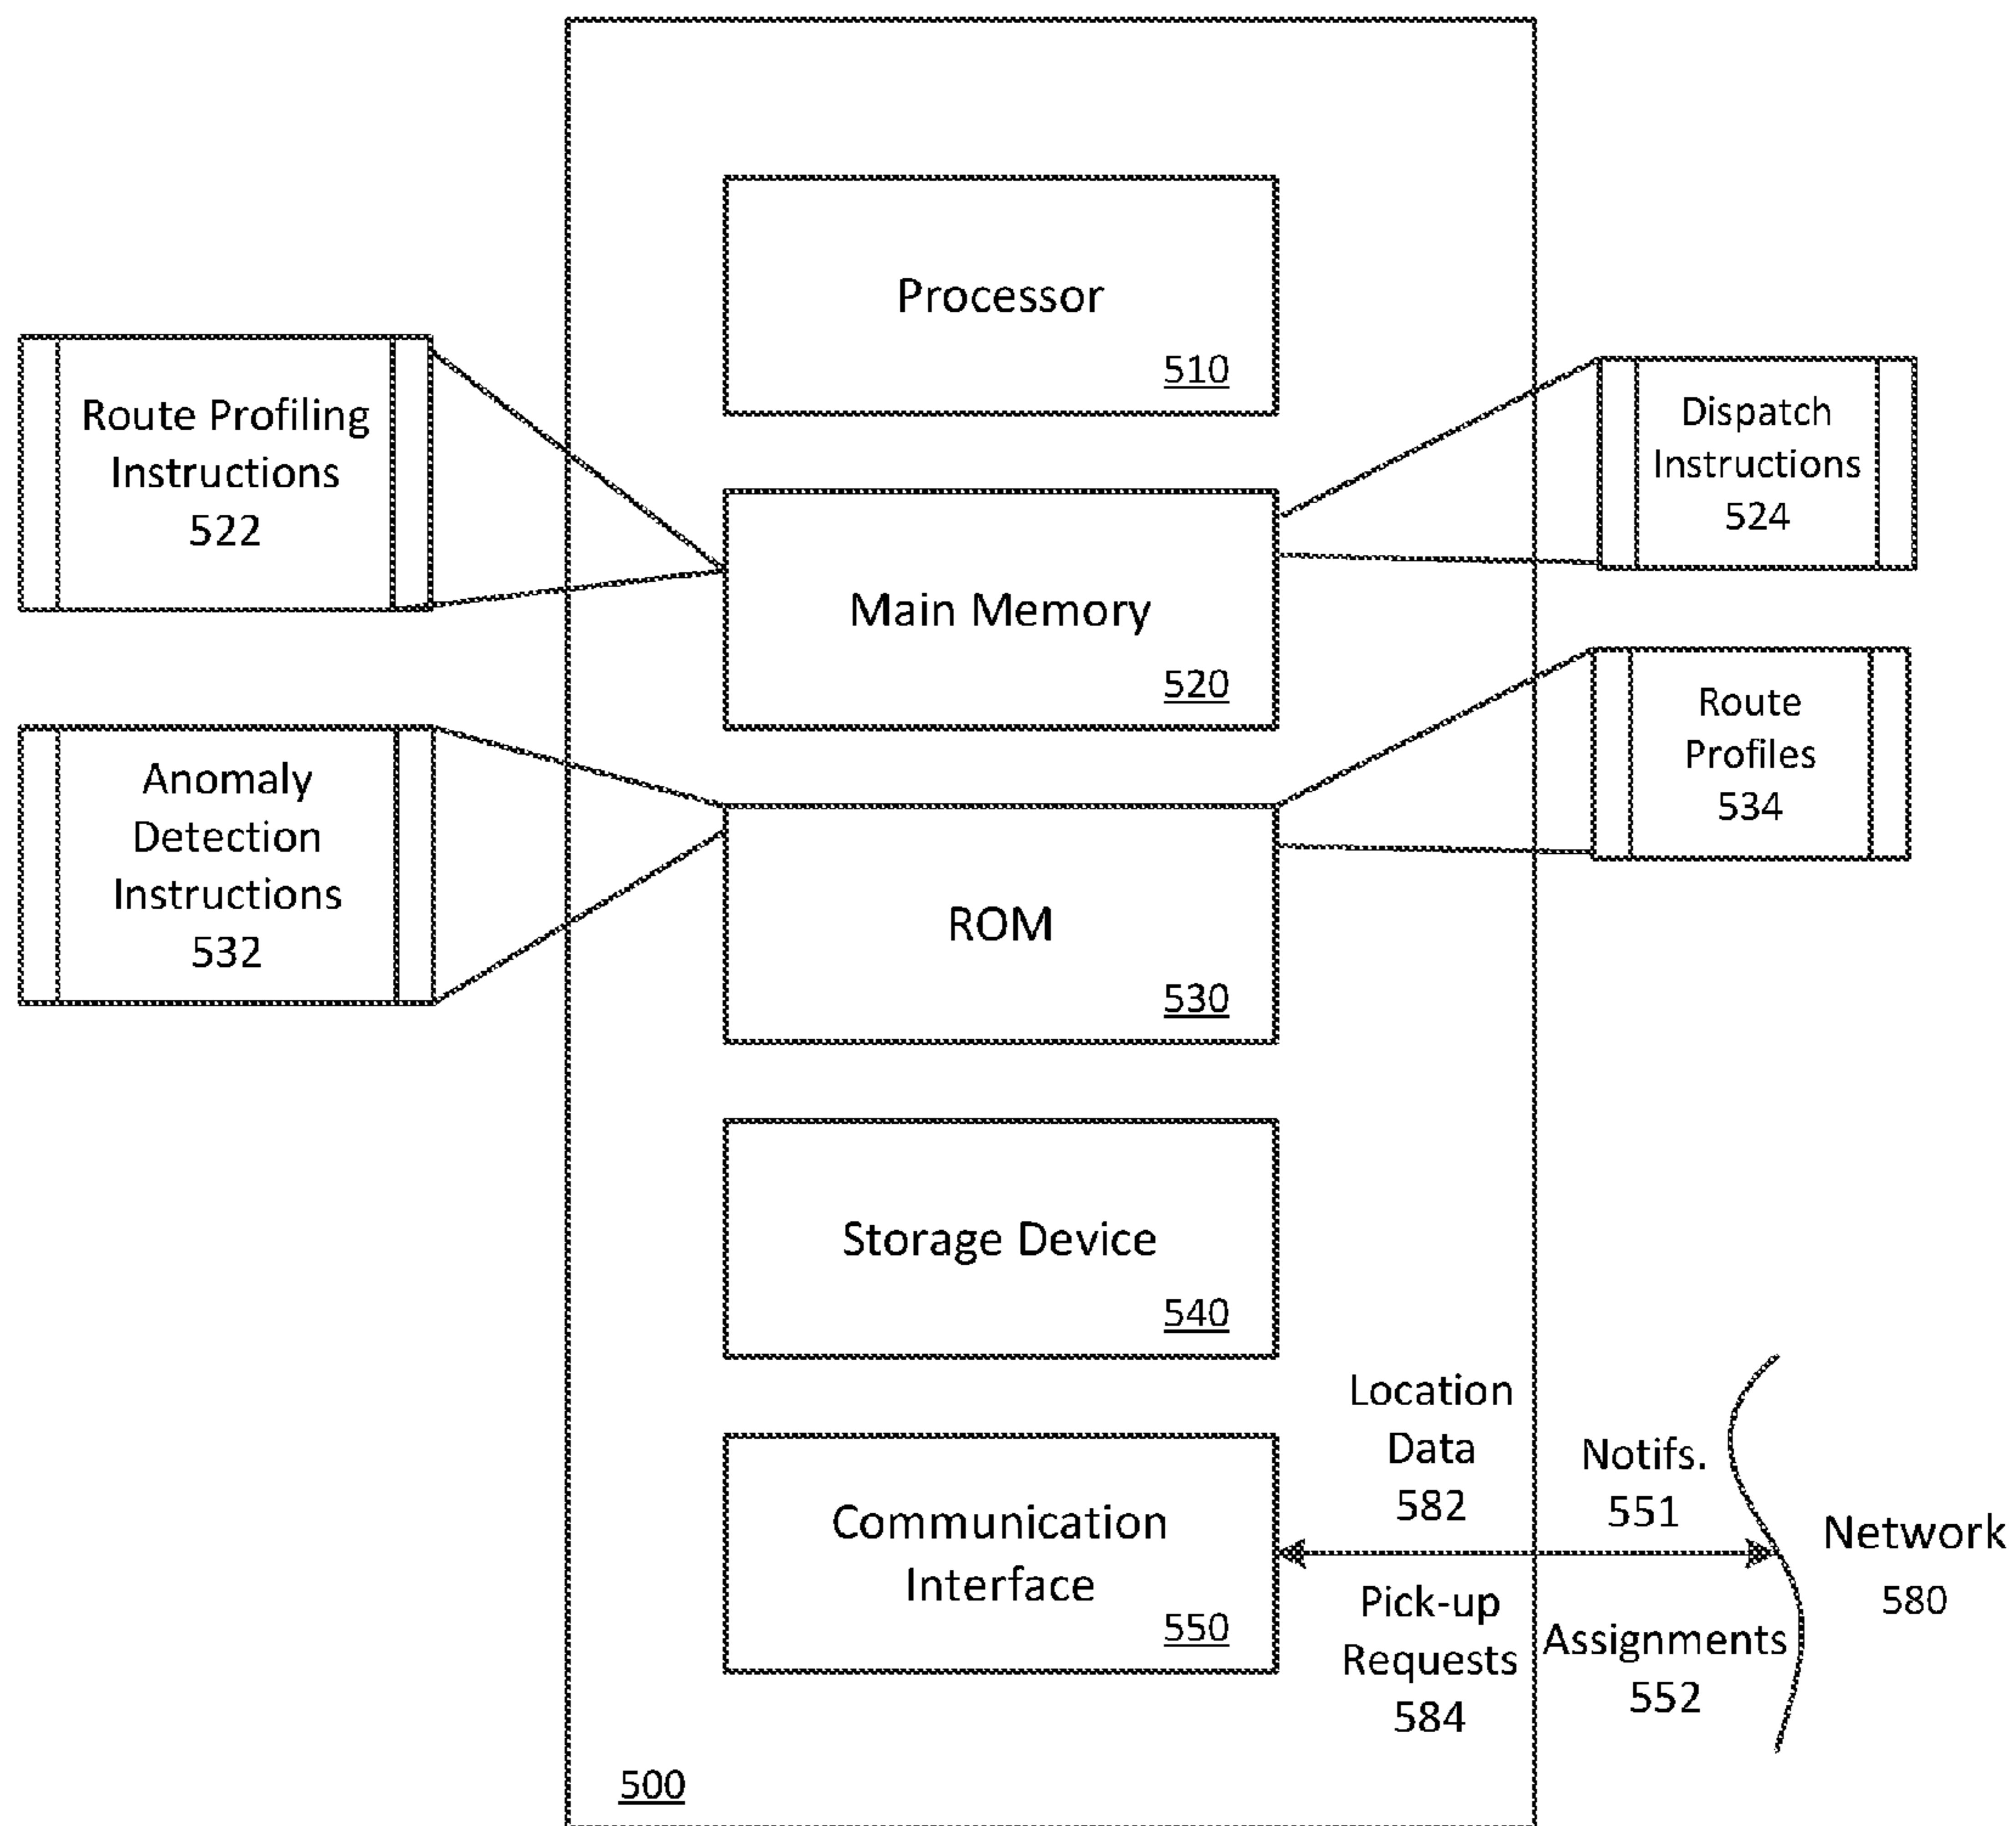 Processor
510
Route Profiling
Instructions
522
Dispatch
Instructions
524
Main Memory
520
Route
Profiles
534
Anomaly
Detection
Instructions
532
ROM
530
Storage Device
540
Location
Data
582
Notifs.
551
Communication
Interface
550
Network
580
Pick-up
Requests
584
Assignments
552
500